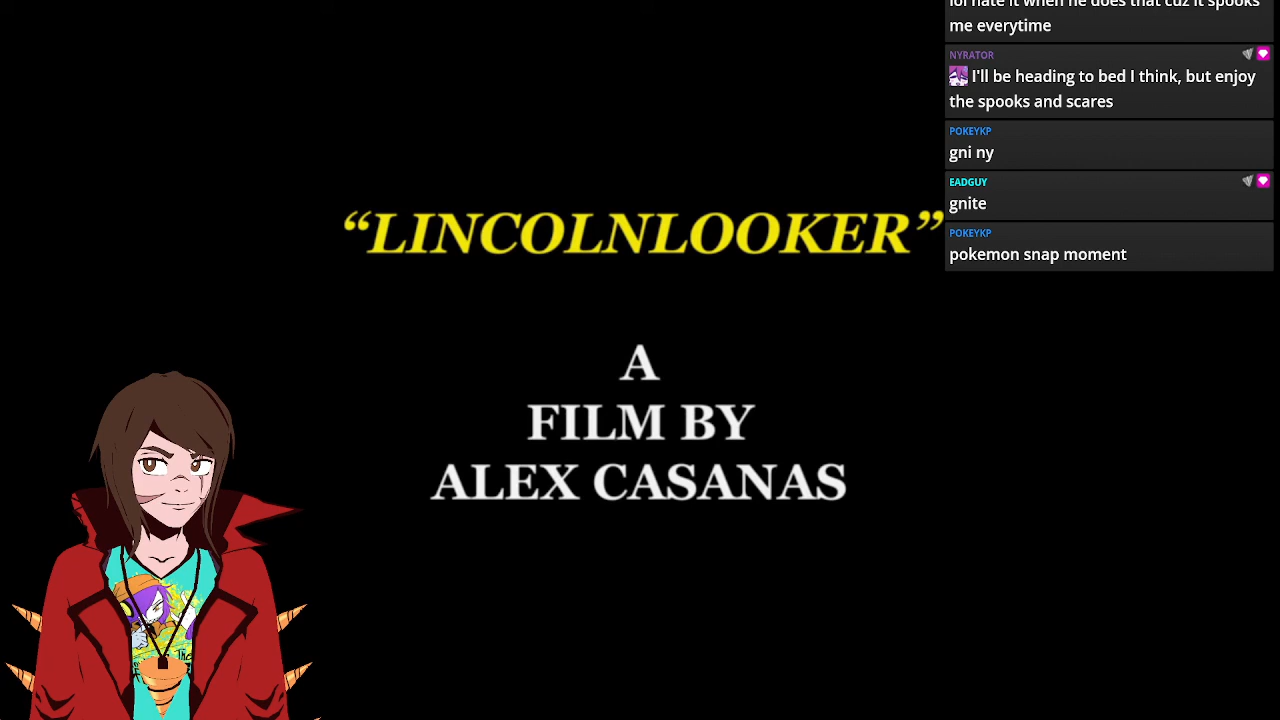 “LINCOLNLOOKER”
A
FILM BY
ALEX CASANAS
lol hate it when he does that cuz it spooks
me everytime
NYRATOR
I'll be heading to bed I think, but enjoy
the spooks and scares
POKEYKP
gni ny
EADGUY
gnite
POKEYKP
pokemon snap moment
The